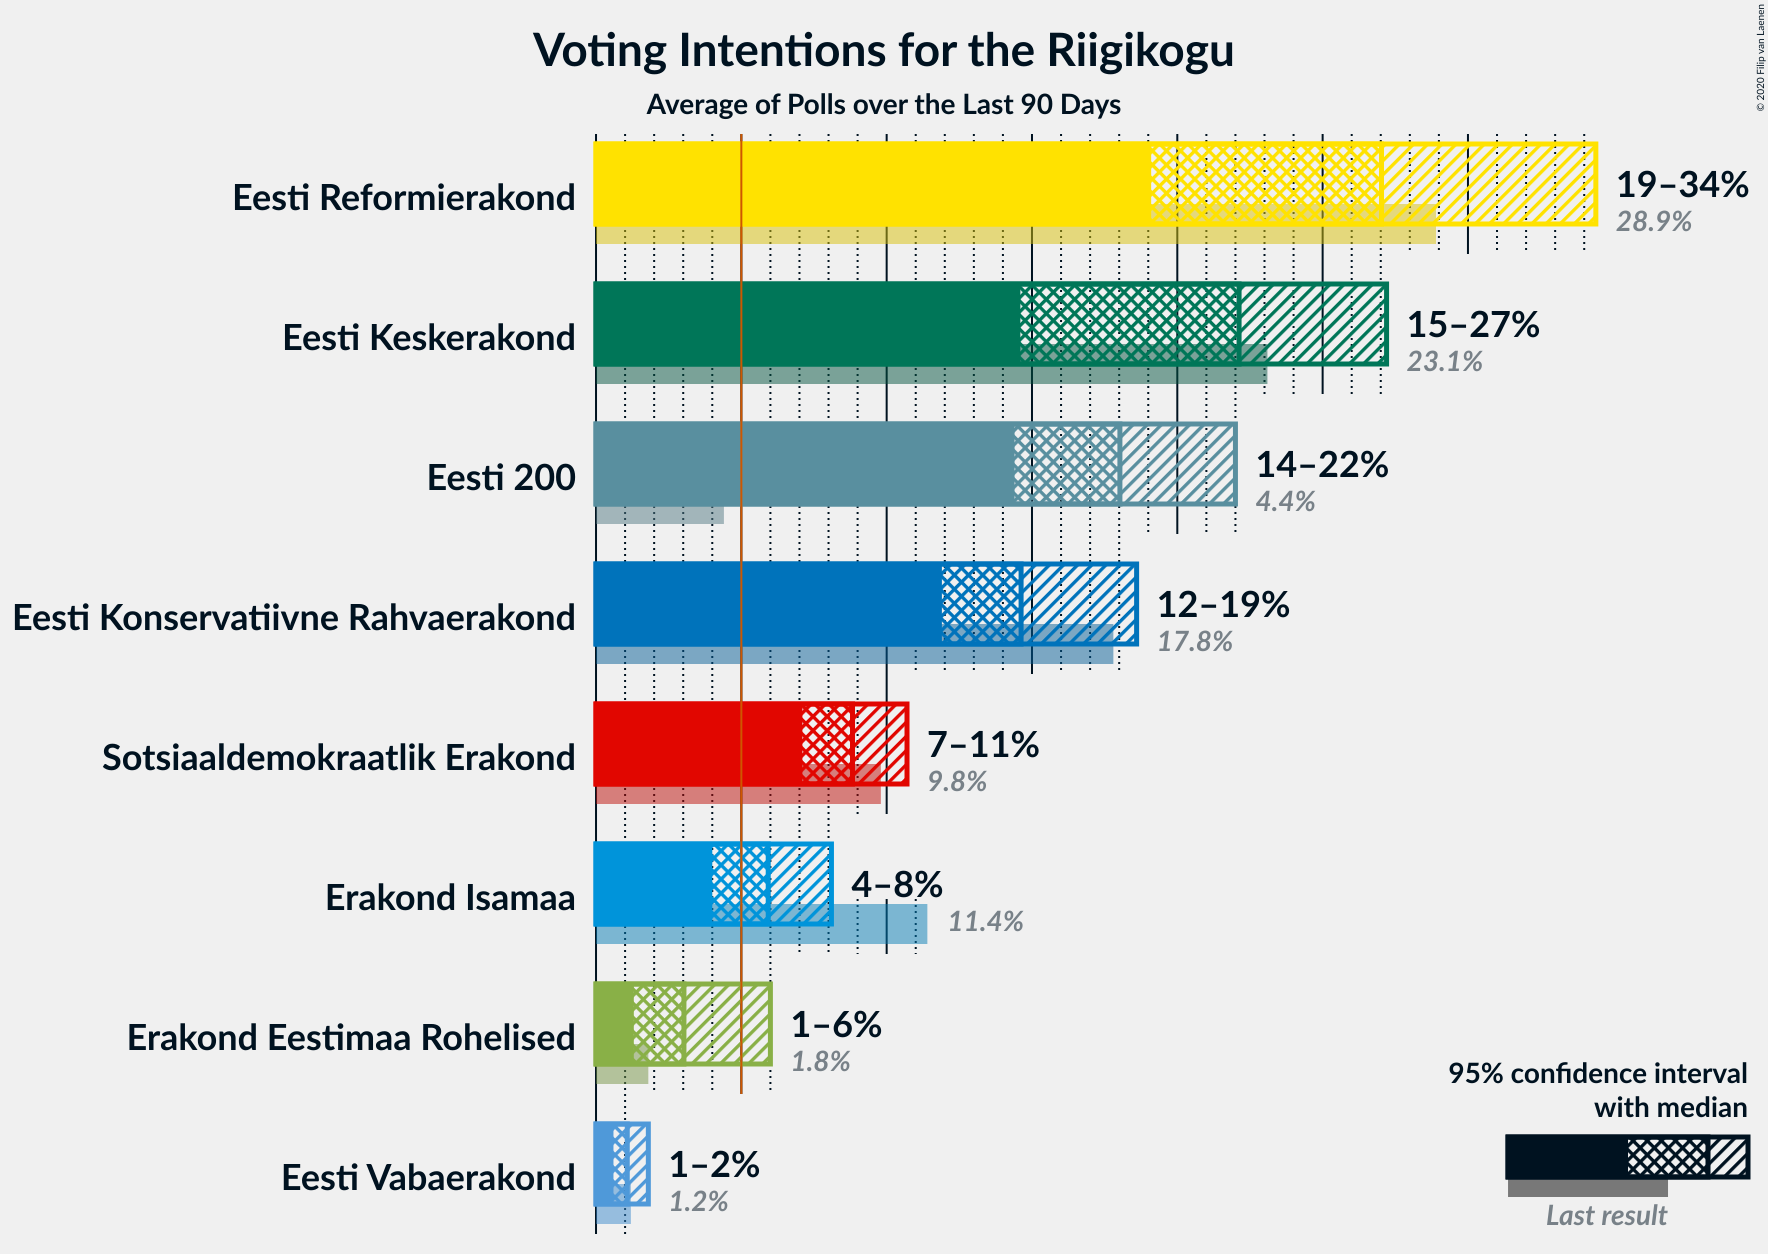 Voting Intentions for the Riigikogu
Average of Polls over the Last 90 Days
© 2020 Filip van Laenen
Eesti Reformierakond
19–34%
28.9%
Eesti Keskerakond
15–27%
23.1%
Eesti 200
14–22%
4.4%
Eesti Konservatiivne Rahvaerakond
12–19%
17.8%
Sotsiaaldemokraatlik Erakond
7–11%
9.8%
Erakond Isamaa
4–8%
11.4%
Erakond Eestimaa Rohelised
1–6%
1.8%
Eesti Vabaerakond
1–2%
1.2%
95% confidence interval
with median
Last result